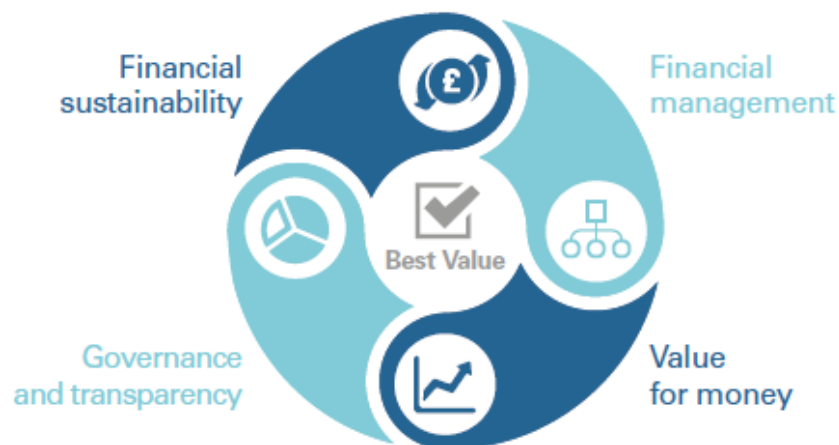 Financial
sustainability
Financial
management
£
Best Value
Governance
and transparency
Value
for money